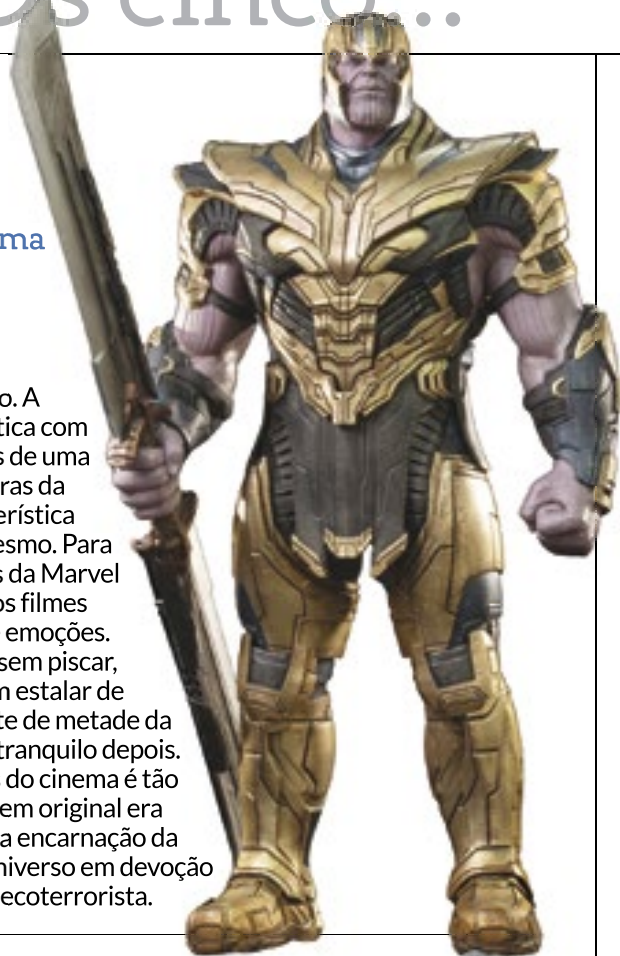 Os cinco...
ma
o. A
tica com
s de uma
ras da
erística
esmo. Para
s da Marvel
os filmes
emoções.
sem piscar,
n estalar de
te de metade da
tranquilo depois.
s do cinema é tão
em original era
a encarnação da
niverso em devoção
ecoterrorista.